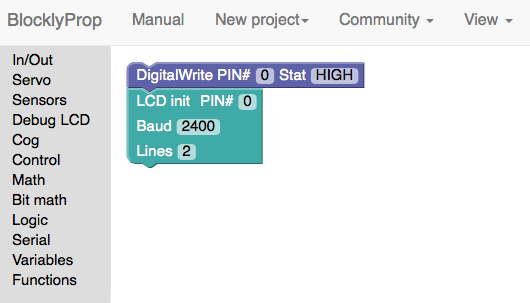 BlocklyProp Manual New project Community View
In/Out
Servo
Sensors
Debug LCD
Cog
Control
Math
Bit math
Logic
Serial
Variables
Functions
DigitalWrite PIN# 0 Stat HIGH
LCD init PIN# 0
Baud 2400
Lines 2